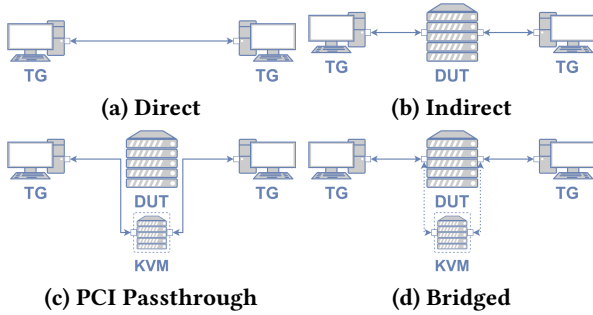 TG
TG
(a) Direct
TG
DUT
TG
(b) Indirect
TG
DUT
TG
KVM
(c) PCI Passthrough
TG
DUT
TG
KVM
(d) Bridged